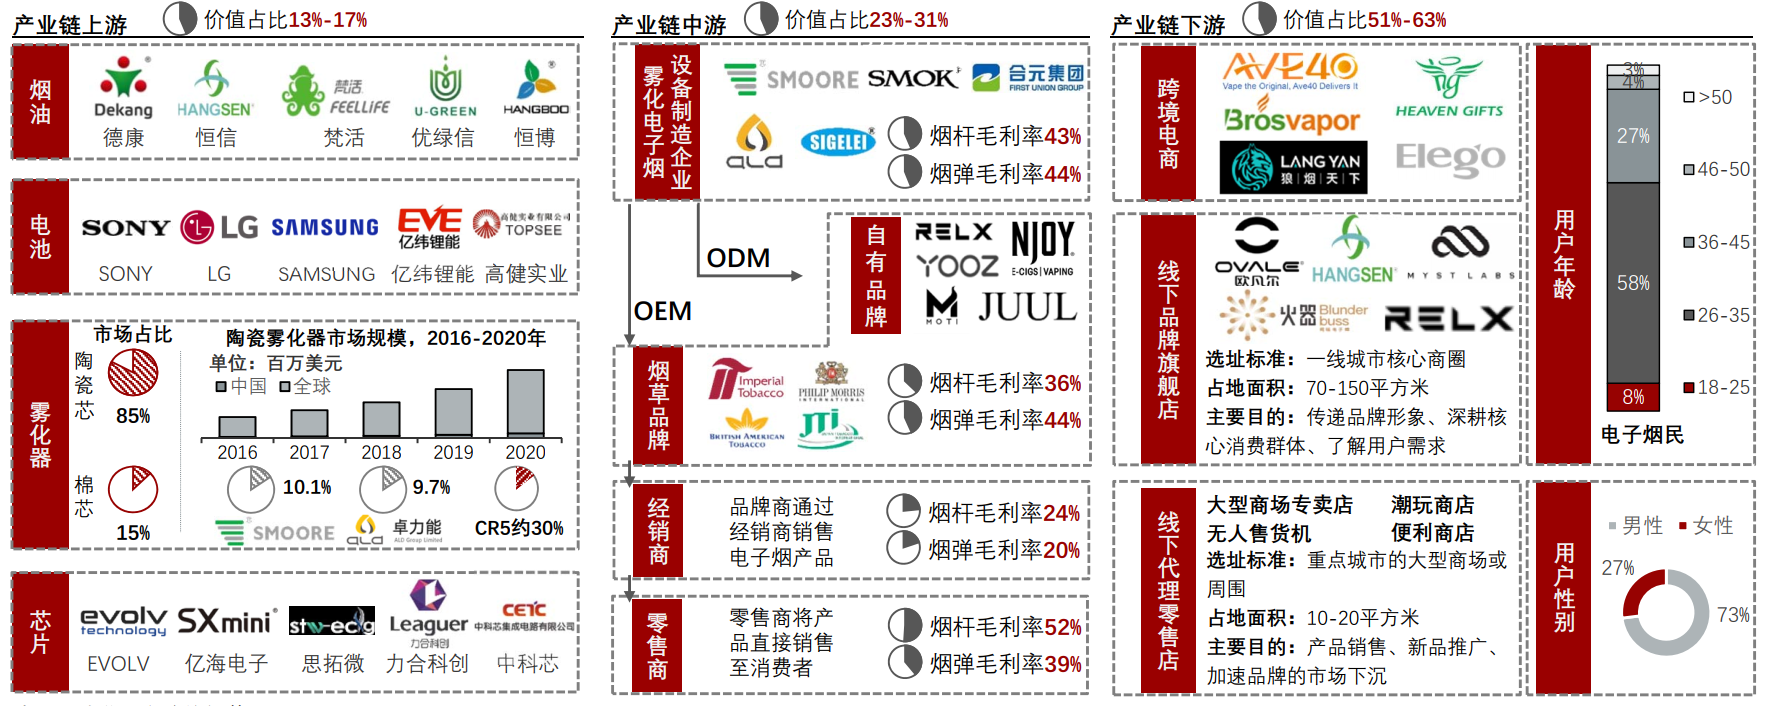 产业链上游
价值占比13%-17%
烟油
Dekang
HANGSEN
梵活
FEELLIFE
U-GREEN
HANGBOO
德康
恒信
梵活
优绿信
恒博
电池
SONY
LG
SAMSUNG
EVE
亿纬锂能
高健实业有限公司
TOPSEE
SONY
LG
SAMSUNG
亿纬锂能
高健实业
雾化器
市场占比
陶瓷芯
85%
棉芯
15%
陶瓷雾化器市场规模，2016-2020年
单位：百万美元
中国
全球
2016
2017
2018
2019
2020
10.1%
9.7%
SMOORE
ALD
卓力能
ALD Group Limited
CR5约30%
芯片
evolv
technology
SXmini
stw-ecig
Leaguer
力合科创
CETC
中科芯集成电路有限公司
EVOLV
亿海电子
思拓微
力合科创
中科芯
产业链中游
价值占比23%-31%
雾化电子烟
设备制造企业
SMOORE
SMOK
合元集团
FIRST UNION GROUP
ALD
SIGELEI
烟杆毛利率43%
烟弹毛利率44%
ODM
OEM
自有品牌
RELX
NJOY
E-CIGS | VAPING
YOOZ
MOTI
JUUL
烟草品牌
Imperial
Tobacco
PHILIP MORRIS
INTERNATIONAL
BRITISH AMERICAN
TOBACCO
JTI
烟杆毛利率36%
烟弹毛利率44%
经销商
品牌商通过
经销商销售
电子烟产品
烟杆毛利率24%
烟弹毛利率20%
零售商
零售商将产
品直接销售
至消费者
烟杆毛利率52%
烟弹毛利率39%
产业链下游
价值占比51%-63%
跨境电商
AVE40
Vape the Original, Ave40 Delivers It
HEAVEN GIFTS
Brosvapor
LANG YAN
狼|烟|天|下
Elego
线下品牌旗舰店
OVALE
欧凡尔
HANGSEN
MYST LABS
火器
Blunder
buss
RELX
选址标准：一线城市核心商圈
占地面积：70-150平方米
主要目的：传递品牌形象、深耕核
心消费群体、了解用户需求
线下代理零售店
大型商场专卖店
潮玩商店
无人售货机
便利商店
选址标准：重点城市的大型商场或
周围
占地面积：10-20平方米
主要目的：产品销售、新品推广、
加速品牌的市场下沉
用户年龄
3%
4%
27%
58%
8%
>50
46-50
36-45
26-35
18-25
电子烟民
用户性别
男性
女性
27%
73%